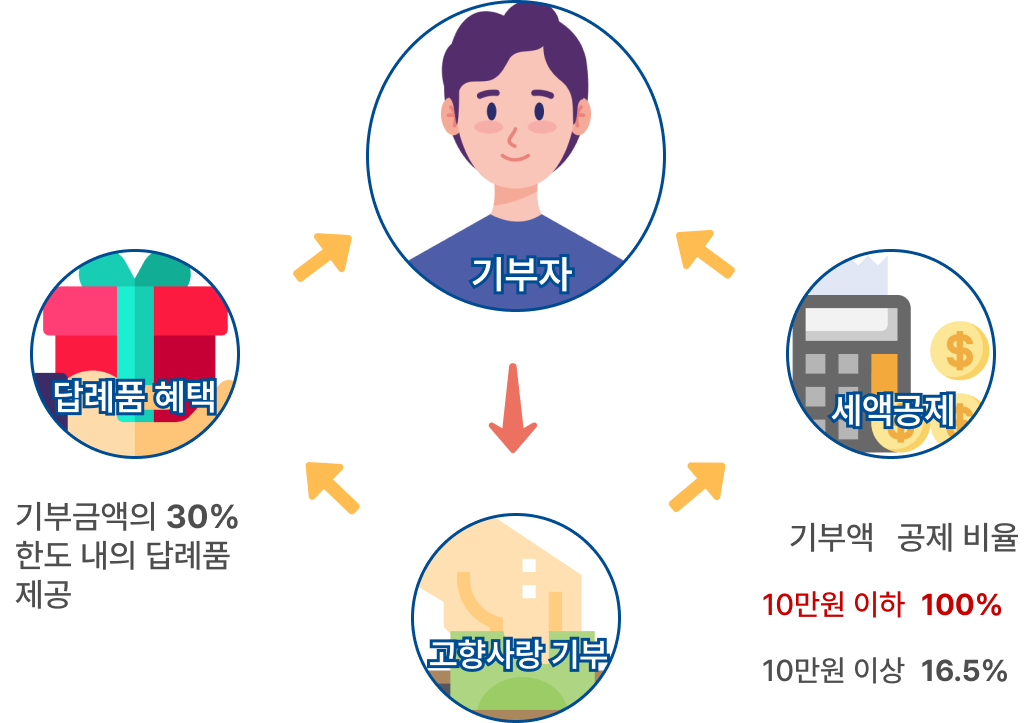 기부자
답례품 혜택
세액공제
기부금액의 30%
한도 내의 답례품
제공
고향사랑 기부
기부액 공제 비율
10만원 이하 100%
10만원 이상 16.5%